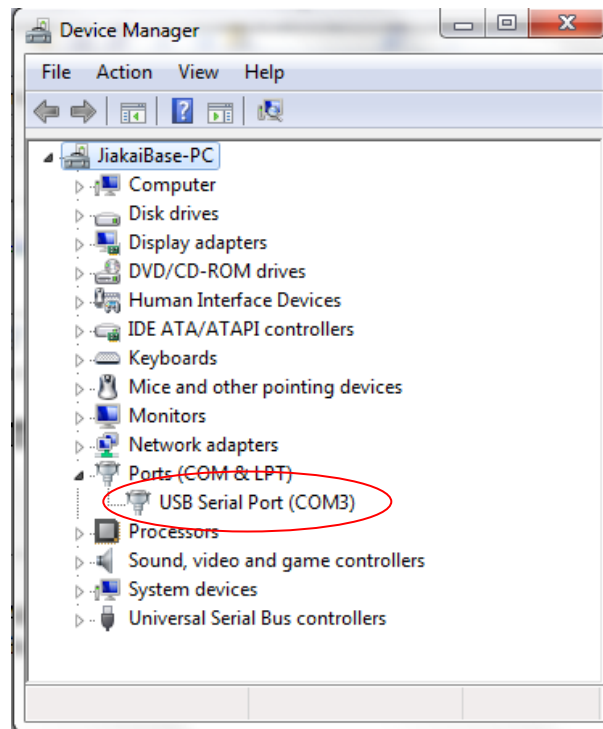 Device Manager
File Action View Help
JiakaiBase-PC
Computer
Disk drives
Display adapters
DVD/CD-ROM drives
Human Interface Devices
IDE ATA/ATAPI controllers
Keyboards
Mice and other pointing devices
Monitors
Network adapters
Ports (COM & LPT)
USB Serial Port (COM3)
Processors
Sound, video and game controllers
System devices
Universal Serial Bus controllers